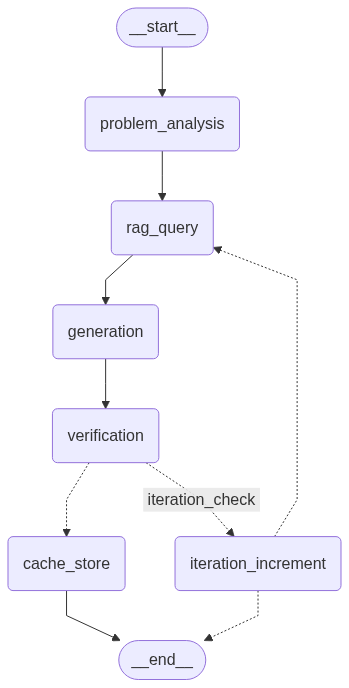 __start__
problem_analysis
rag_query
generation
verification
iteration_check
cache_store
iteration_increment
__end__